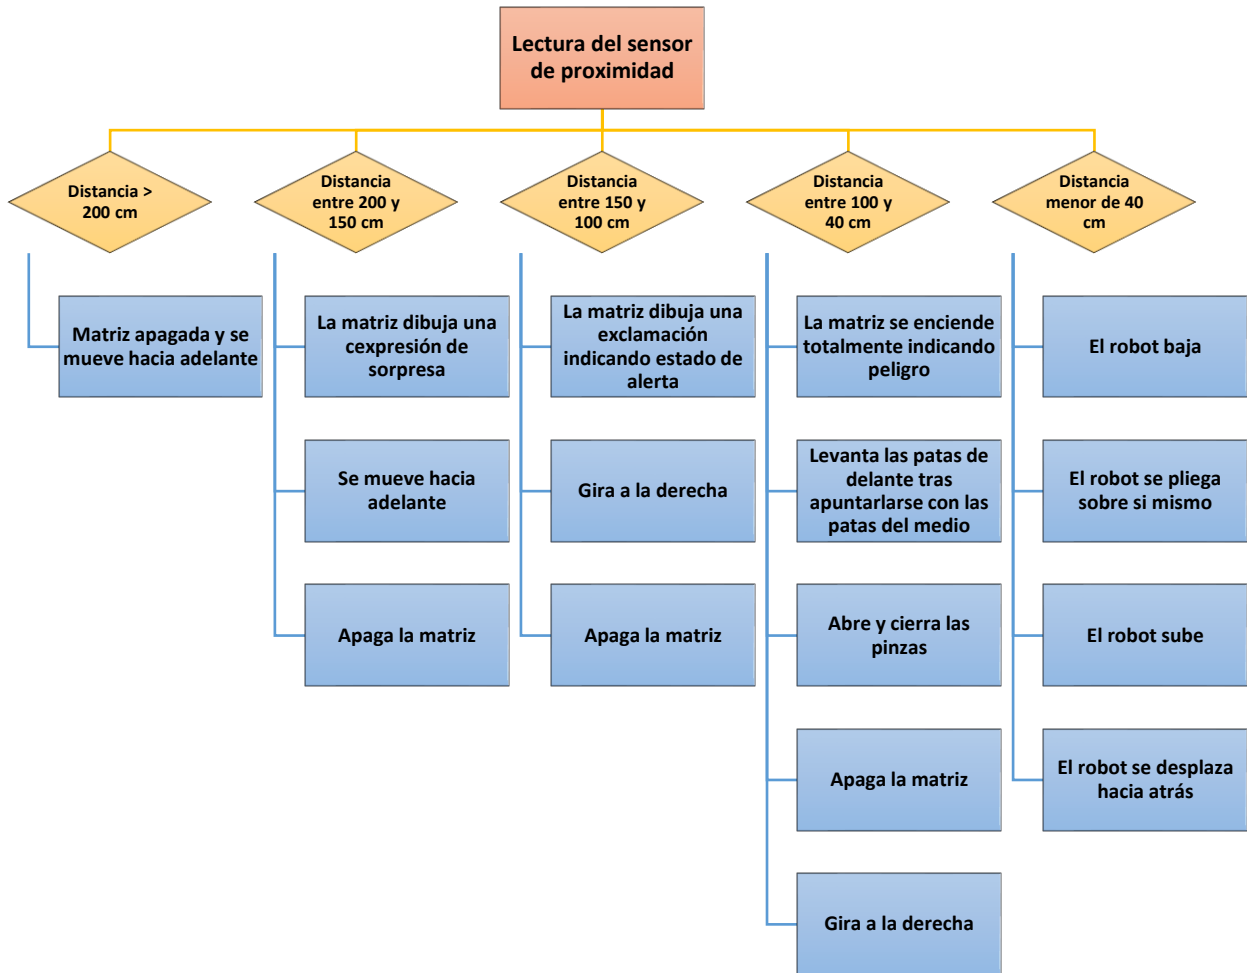 Lectura del sensor
de proximidad
Distancia >
200 cm
Distancia
entre 200 y
150 cm
Distancia
entre 150 y
100 cm
Distancia
entre 100 y
40 cm
Distancia
menor de 40
cm
Matriz apagada y se
mueve hacia adelante
La matriz dibuja una
cexpresión de
sorpresa
Se mueve hacia
adelante
Apaga la matriz
La matriz dibuja una
exclamación
indicando estado de
alerta
Gira a la derecha
Apaga la matriz
La matriz se enciende
totalmente indicando
peligro
Levanta las patas de
delante tras
apuntarlarse con las
patas del medio
Abre y cierra las
pinzas
Apaga la matriz
Gira a la derecha
El robot baja
El robot se pliega
sobre si mismo
El robot sube
El robot se desplaza
hacia atrás